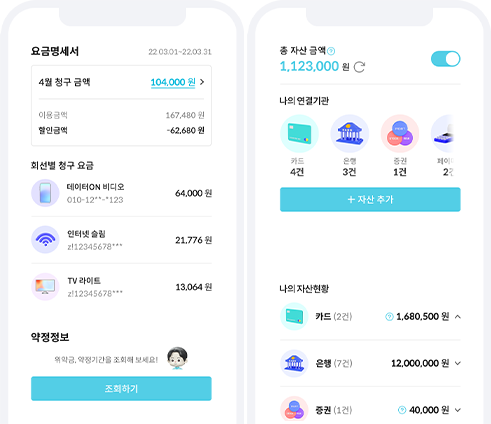 요금명세서
22.03.01~22.03.31
4월 청구 금액 104,000 원
이용금액 167,480 원
할인금액 -62,680 원
회선별 청구 요금
데이터ON 비디오
010-12**-*123
64,000 원
인터넷 슬림
z!12345678***
21,776 원
TV 라이트
z!12345678***
13,064 원
약정정보
위약금, 약정기간을 조회해 보세요!
조회하기
총 자산 금액
1,123,000 원
나의 연결기관
카드 은행 증권
4건 3건 1건
+ 자산 추가
나의 자산현황
카드 (2건) 1,680,500 원
은행 (7건) 12,000,000 원
증권 (1건) 40,000 원